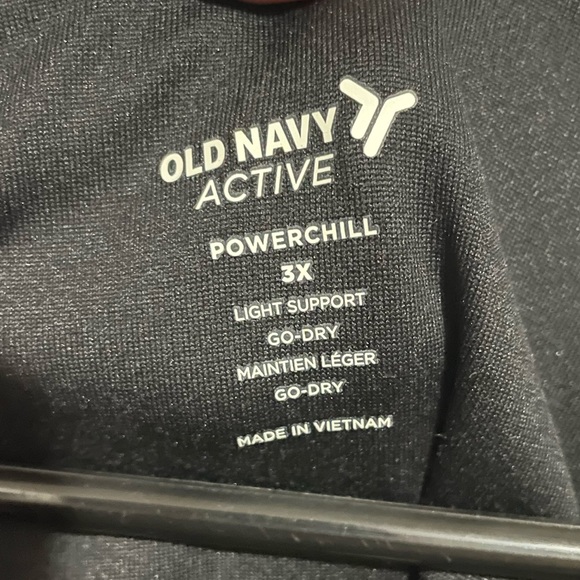 OLD NAVY
ACTIVE
POWERCHILL
3X
LIGHT SUPPORT
GO-DRY
MAINTIEN LÉGER
GO-DRY
MADE IN VIETNAM